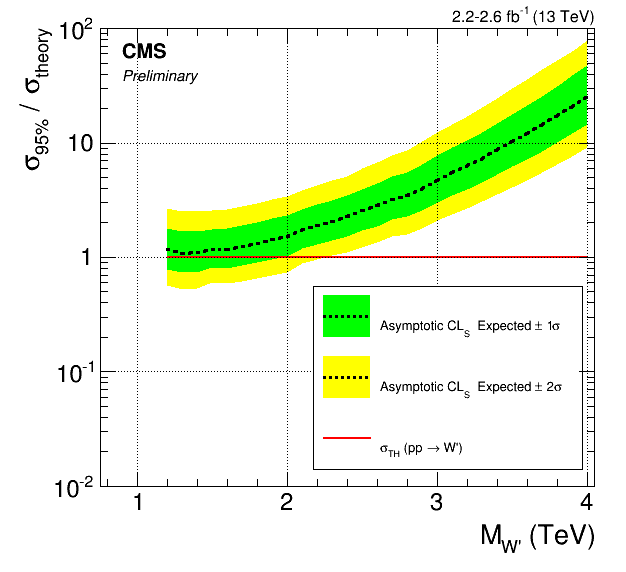 2.2-2.6 fb⁻¹ (13 TeV)
CMS
Preliminary
σ95% / σtheory
10²
10
1
10⁻¹
10⁻²
Asymptotic CLS Expected ± 1σ
Asymptotic CLS Expected ± 2σ
σTH (pp → W')
1 2 3 4
MW' (TeV)